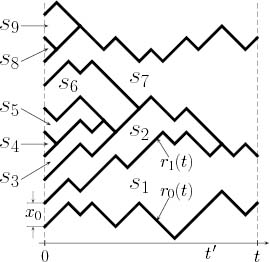 S₉
S₈
S₆ S₇
S₅
S₄ S₂
S₃ r₁(t)
S₁ r₀(t)
x₀
0 t′ t